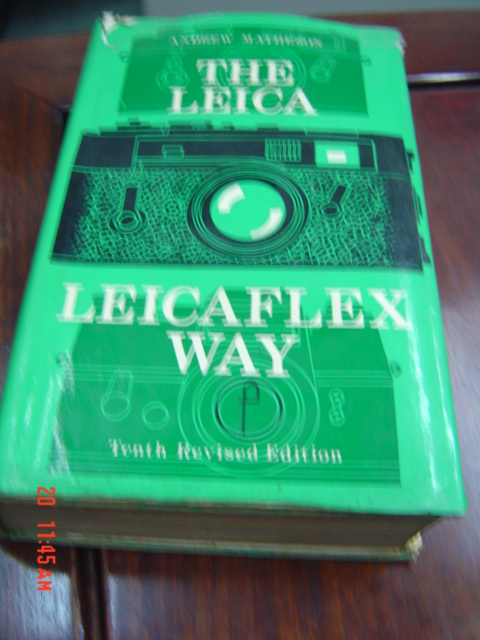 ANDREW MATHESON
THE
LEICA
LEICAFLEX
WAY
Tenth Revised Edition
20 11:45 AM